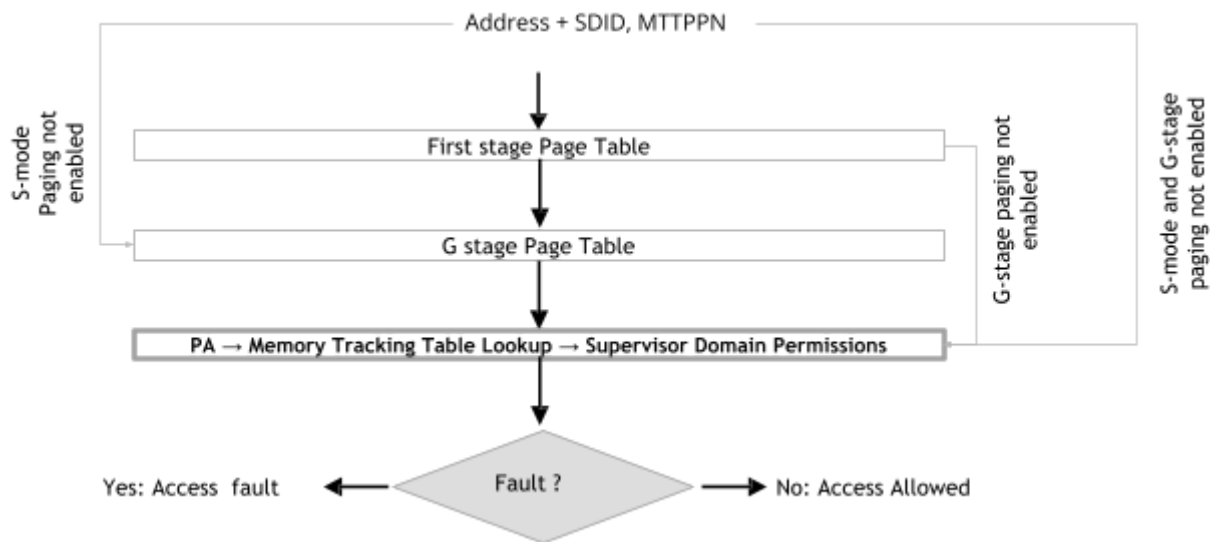 Address + SDID, MTTPPN
S-mode
Paging not
enabled
First stage Page Table
G-stage paging not
enabled
S-mode and G-stage
paging not enabled
G stage Page Table
PA → Memory Tracking Table Lookup → Supervisor Domain Permissions
Fault ?
Yes: Access fault
No: Access Allowed